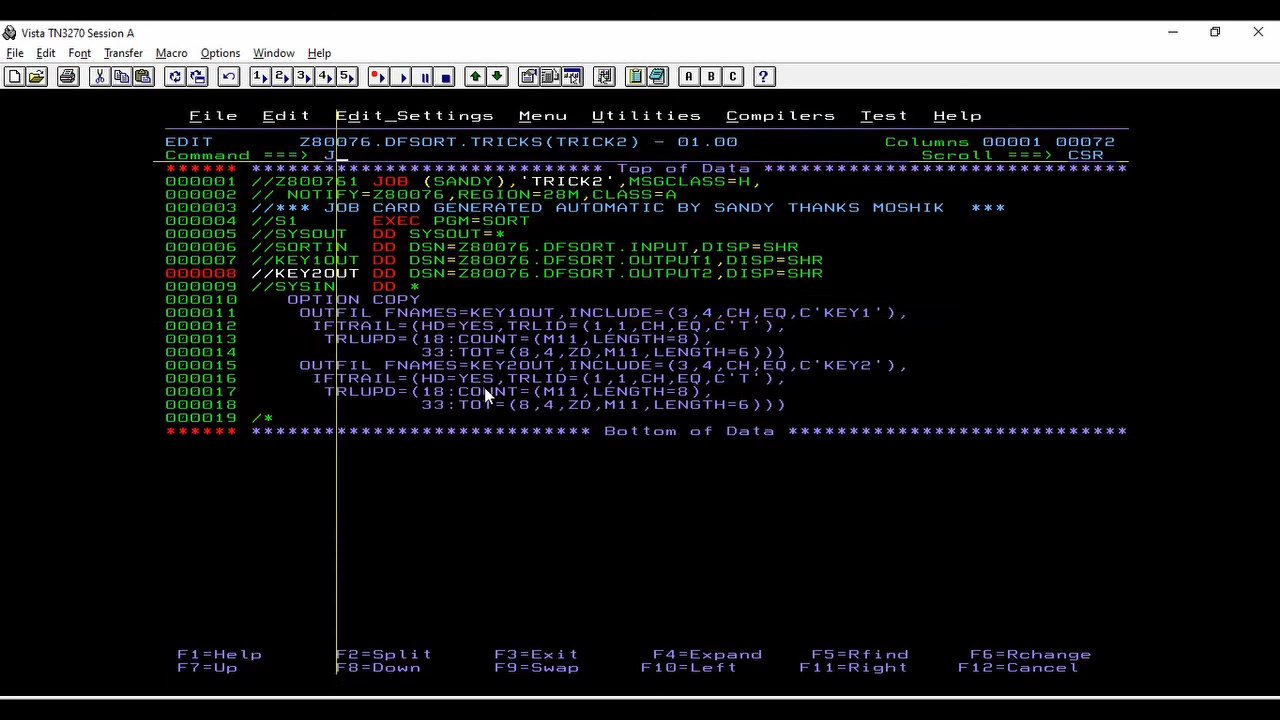 Vista TN3270 Session A
File Edit Font Transfer Macro Options Window Help
1 2 3 4 5 A B C ?
File Edit Edit_Settings Menu Utilities Compilers Test Help
EDIT Z80076.DFSORT.TRICKS(TRICK2) - 01.00 Columns 00001 00072
Command ===> J_ Scroll ===> CSR
****** ***************************** Top of Data ******************************
000001 //Z800761 JOB (SANDY),'TRICK2',MSGCLASS=H,
000002 // NOTIFY=Z80076,REGION=28M,CLASS=A
000003 //*** JOB CARD GENERATED AUTOMATIC BY SANDY THANKS MOSHIK ***
000004 //S1 EXEC PGM=SORT
000005 //SYSOUT DD SYSOUT=*
000006 //SORTIN DD DSN=Z80076.DFSORT.INPUT,DISP=SHR
000007 //KEY1OUT DD DSN=Z80076.DFSORT.OUTPUT1,DISP=SHR
000008 //KEY2OUT DD DSN=Z80076.DFSORT.OUTPUT2,DISP=SHR
000009 //SYSIN DD *
000010 OPTION COPY
000011 OUTFIL FNAMES=KEY1OUT,INCLUDE=(3,4,CH,EQ,C'KEY1'),
000012 IFTRAIL=(HD=YES,TRLID=(1,1,CH,EQ,C'T'),
000013 TRLUPD=(18:COUNT=(M11,LENGTH=8),
000014 33:TOT=(8,4,ZD,M11,LENGTH=6)))
000015 OUTFIL FNAMES=KEY2OUT,INCLUDE=(3,4,CH,EQ,C'KEY2'),
000016 IFTRAIL=(HD=YES,TRLID=(1,1,CH,EQ,C'T'),
000017 TRLUPD=(18:COUNT=(M11,LENGTH=8),
000018 33:TOT=(8,4,ZD,M11,LENGTH=6)))
000019 /*
****** **************************** Bottom of Data ****************************
F1=Help F2=Split F3=Exit F4=Expand F5=Rfind F6=Rchange
F7=Up F8=Down F9=Swap F10=Left F11=Right F12=Cancel